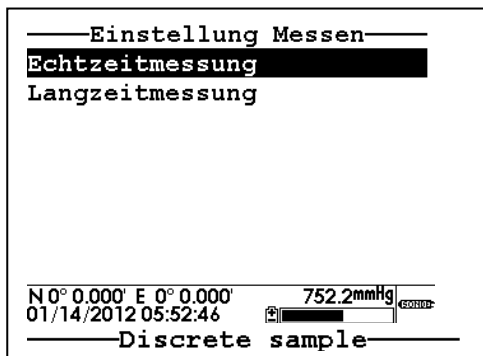 Einstellung Messen
Echtzeitmessung
Langzeitmessung
N 0° 0.000' E 0° 0.000' 752.2mmHg
01/14/2012 05:52:46
SONDE
Discrete sample